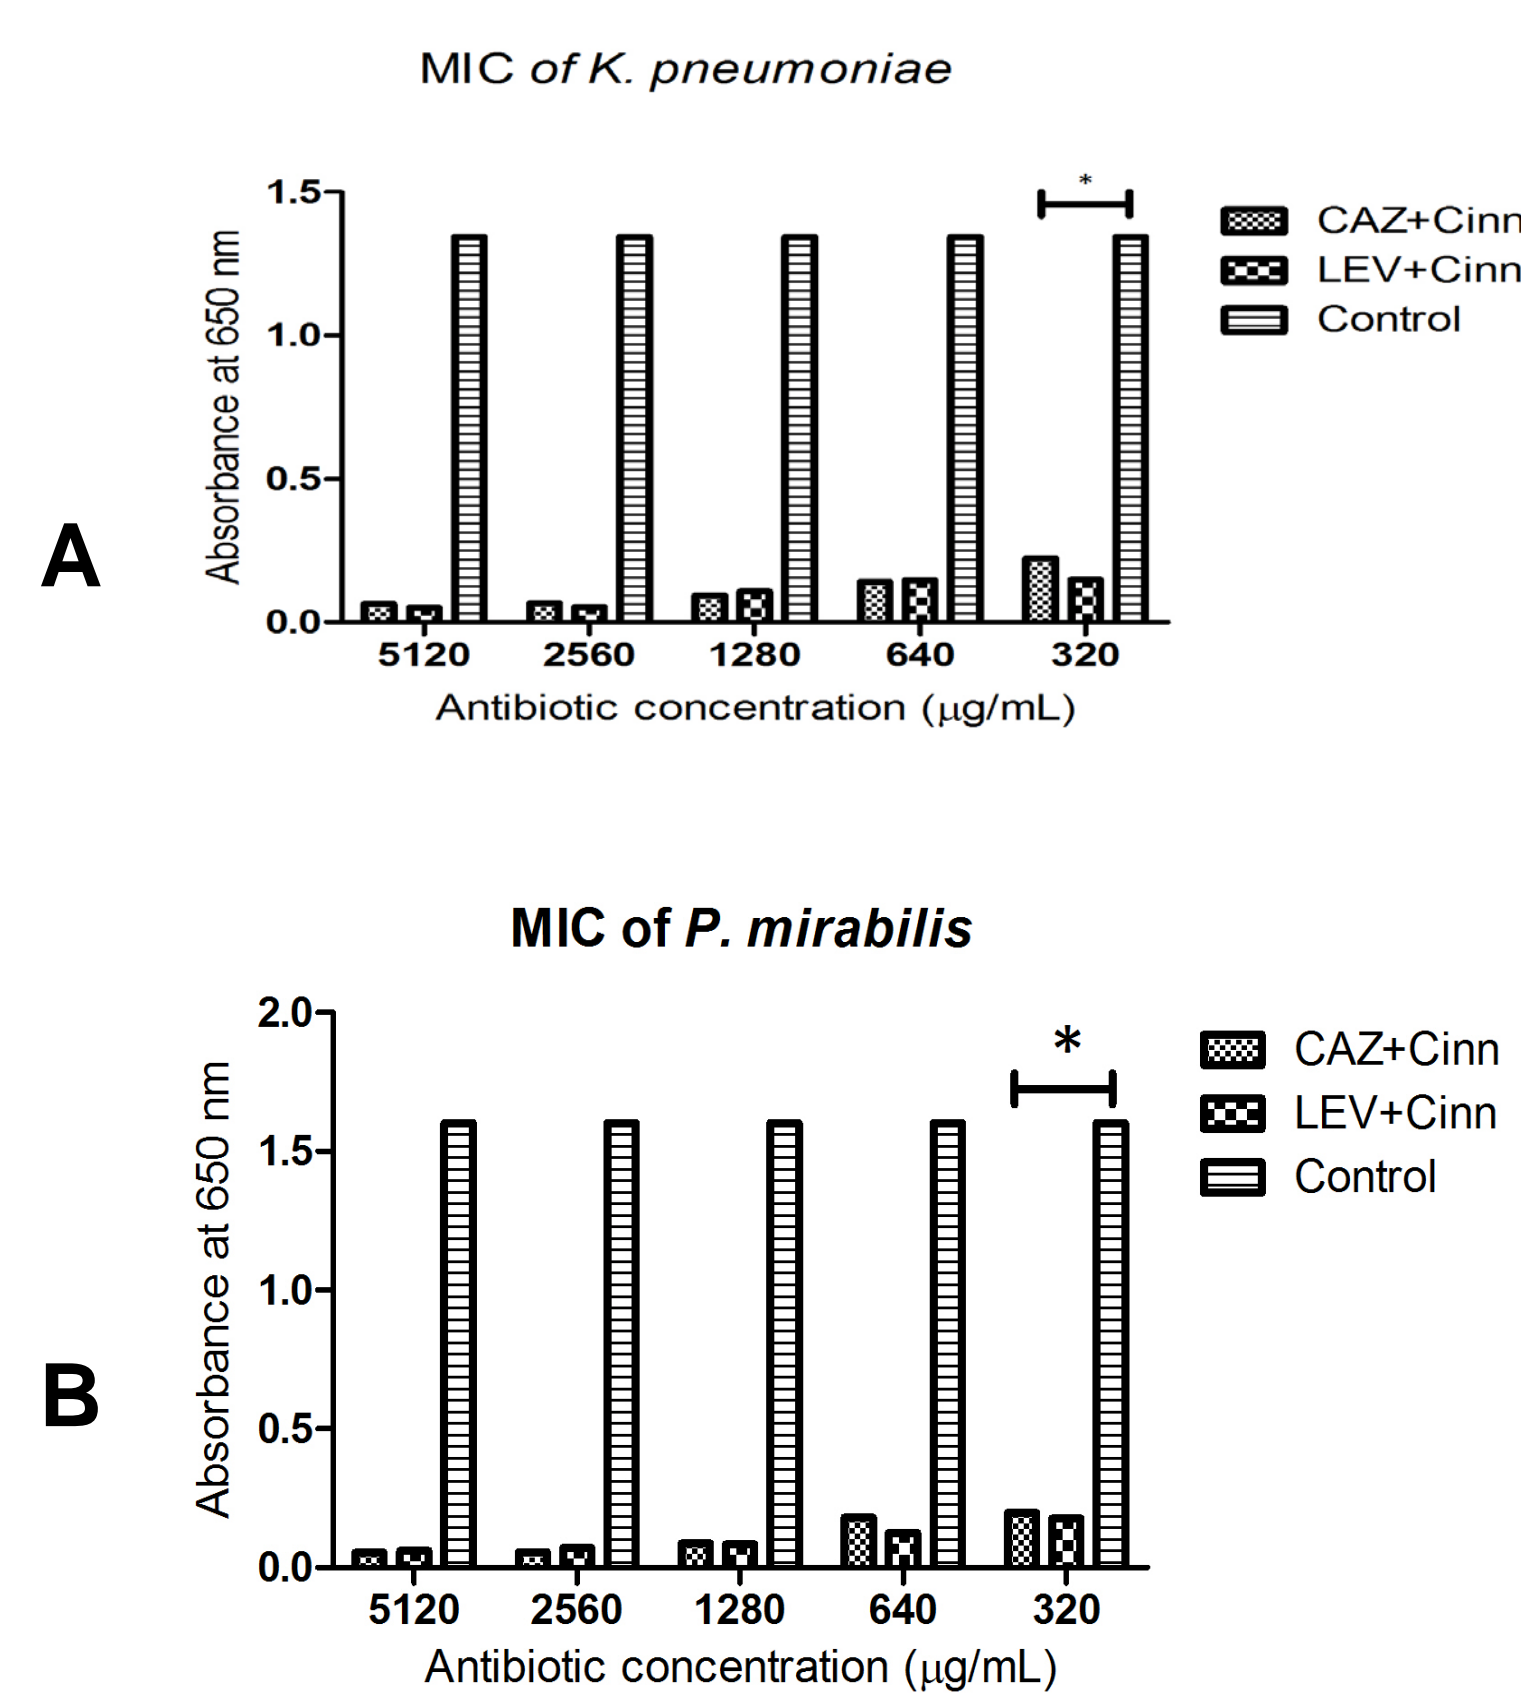 MIC of K. pneumoniae
*
1.5
1.0
0.5
0.0
Absorbance at 650 nm
5120 2560 1280 640 320
Antibiotic concentration (µg/mL)
CAZ+Cinn
LEV+Cinn
Control
A
MIC of P. mirabilis
*
2.0
1.5
1.0
0.5
0.0
Absorbance at 650 nm
5120 2560 1280 640 320
Antibiotic concentration (µg/mL)
CAZ+Cinn
LEV+Cinn
Control
B